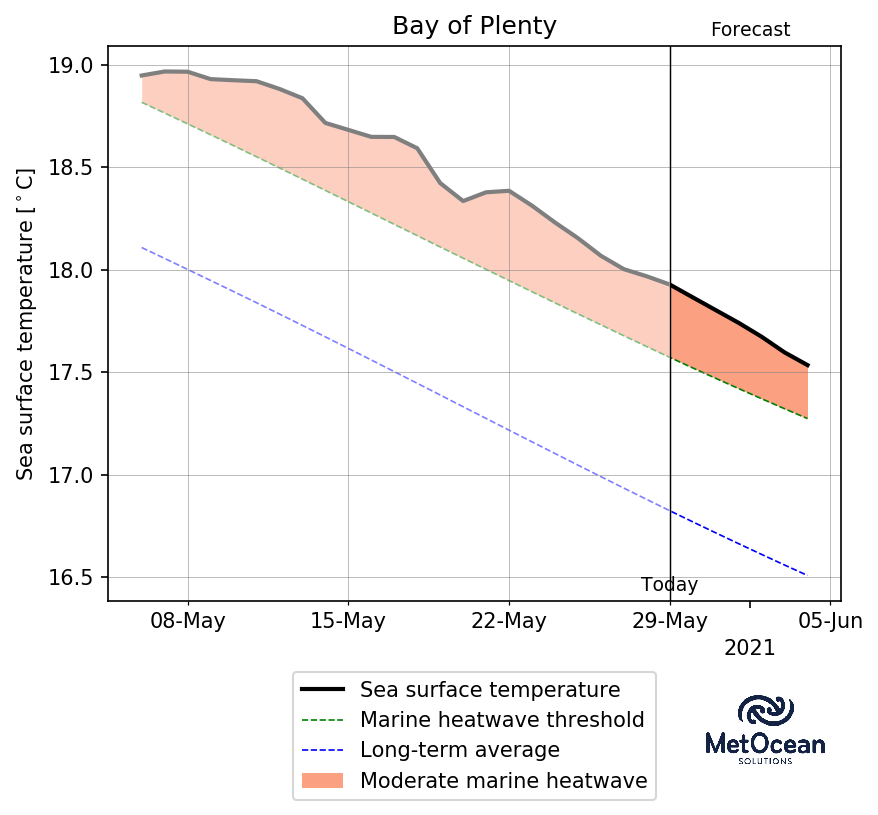 Bay of Plenty
Forecast
Sea surface temperature [°C]
19.0
18.5
18.0
17.5
17.0
16.5
Today
08-May
15-May
22-May
29-May
05-Jun
2021
Sea surface temperature
Marine heatwave threshold
Long-term average
Moderate marine heatwave
MetOcean
SOLUTIONS